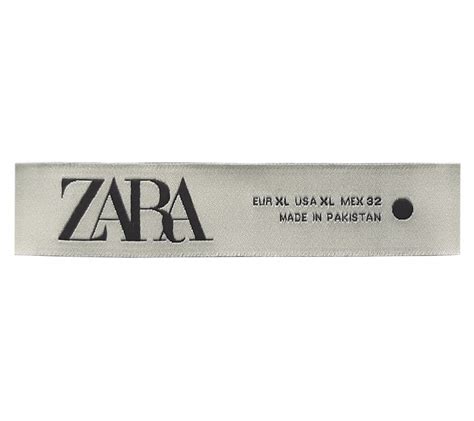 ZARA
EUR XL USA XL MEX 32
MADE IN PAKISTAN